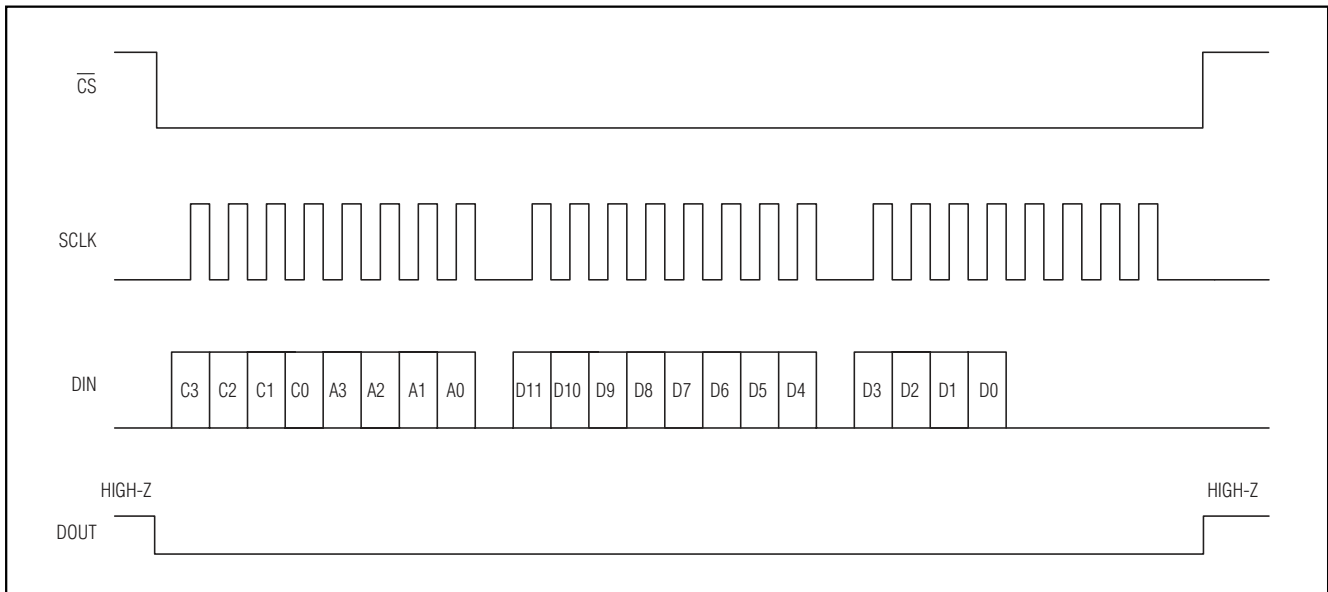 CS
SCLK
DIN
C3 C2 C1 C0 A3 A2 A1 A0 D11 D10 D9 D8 D7 D6 D5 D4 D3 D2 D1 D0
HIGH-Z HIGH-Z
DOUT